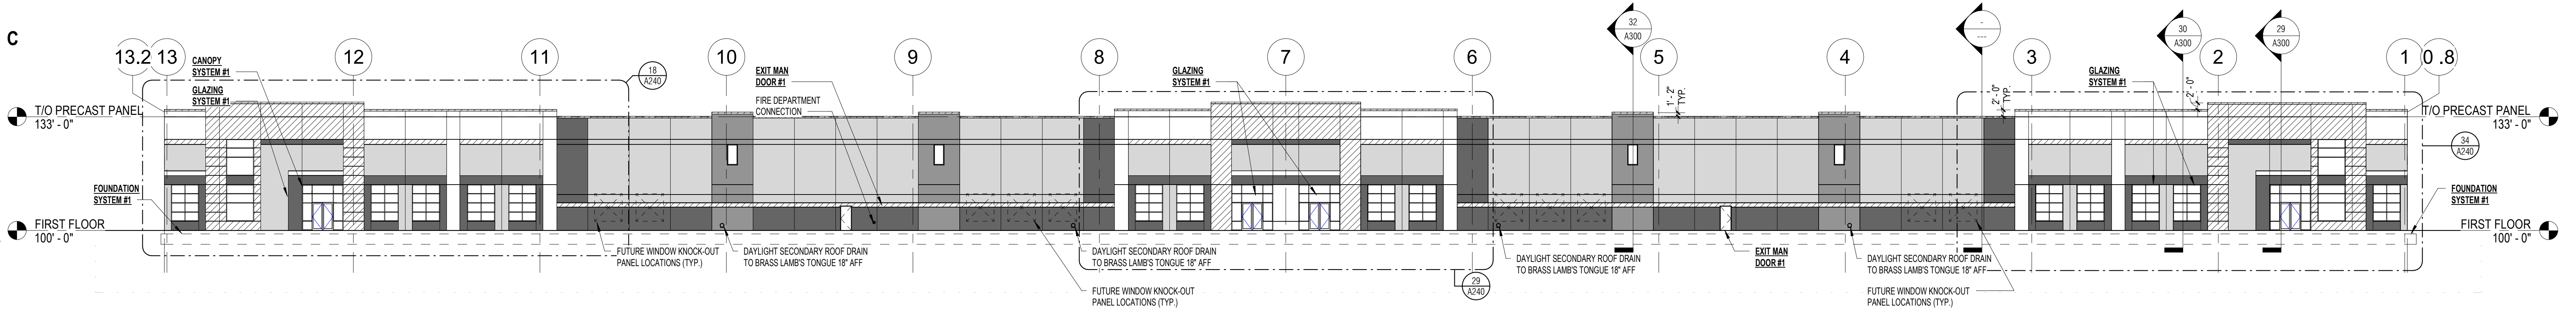 C
13.2
13
12
11
10
9
8
7
6
5
4
3
2
1
0 .8
32
A300
-
---
30
A300
29
A300
18
A240
CANOPY
SYSTEM #1
GLAZING
SYSTEM #1
EXIT MAN
DOOR #1
FIRE DEPARTMENT
CONNECTION
GLAZING
SYSTEM #1
1' - 2"
TYP.
2' - 0"
TYP.
GLAZING
SYSTEM #1
2' - 0"
T/O PRECAST PANEL
133' - 0"
T/O PRECAST PANEL
133' - 0"
34
A240
FOUNDATION
SYSTEM #1
FOUNDATION
SYSTEM #1
FIRST FLOOR
100' - 0"
FIRST FLOOR
100' - 0"
FUTURE WINDOW KNOCK-OUT
PANEL LOCATIONS (TYP.)
DAYLIGHT SECONDARY ROOF DRAIN
TO BRASS LAMB'S TONGUE 18" AFF
DAYLIGHT SECONDARY ROOF DRAIN
TO BRASS LAMB'S TONGUE 18" AFF
DAYLIGHT SECONDARY ROOF DRAIN
TO BRASS LAMB'S TONGUE 18" AFF
EXIT MAN
DOOR #1
DAYLIGHT SECONDARY ROOF DRAIN
TO BRASS LAMB'S TONGUE 18" AFF
FUTURE WINDOW KNOCK-OUT
PANEL LOCATIONS (TYP.)
29
A240
FUTURE WINDOW KNOCK-OUT
PANEL LOCATIONS (TYP.)